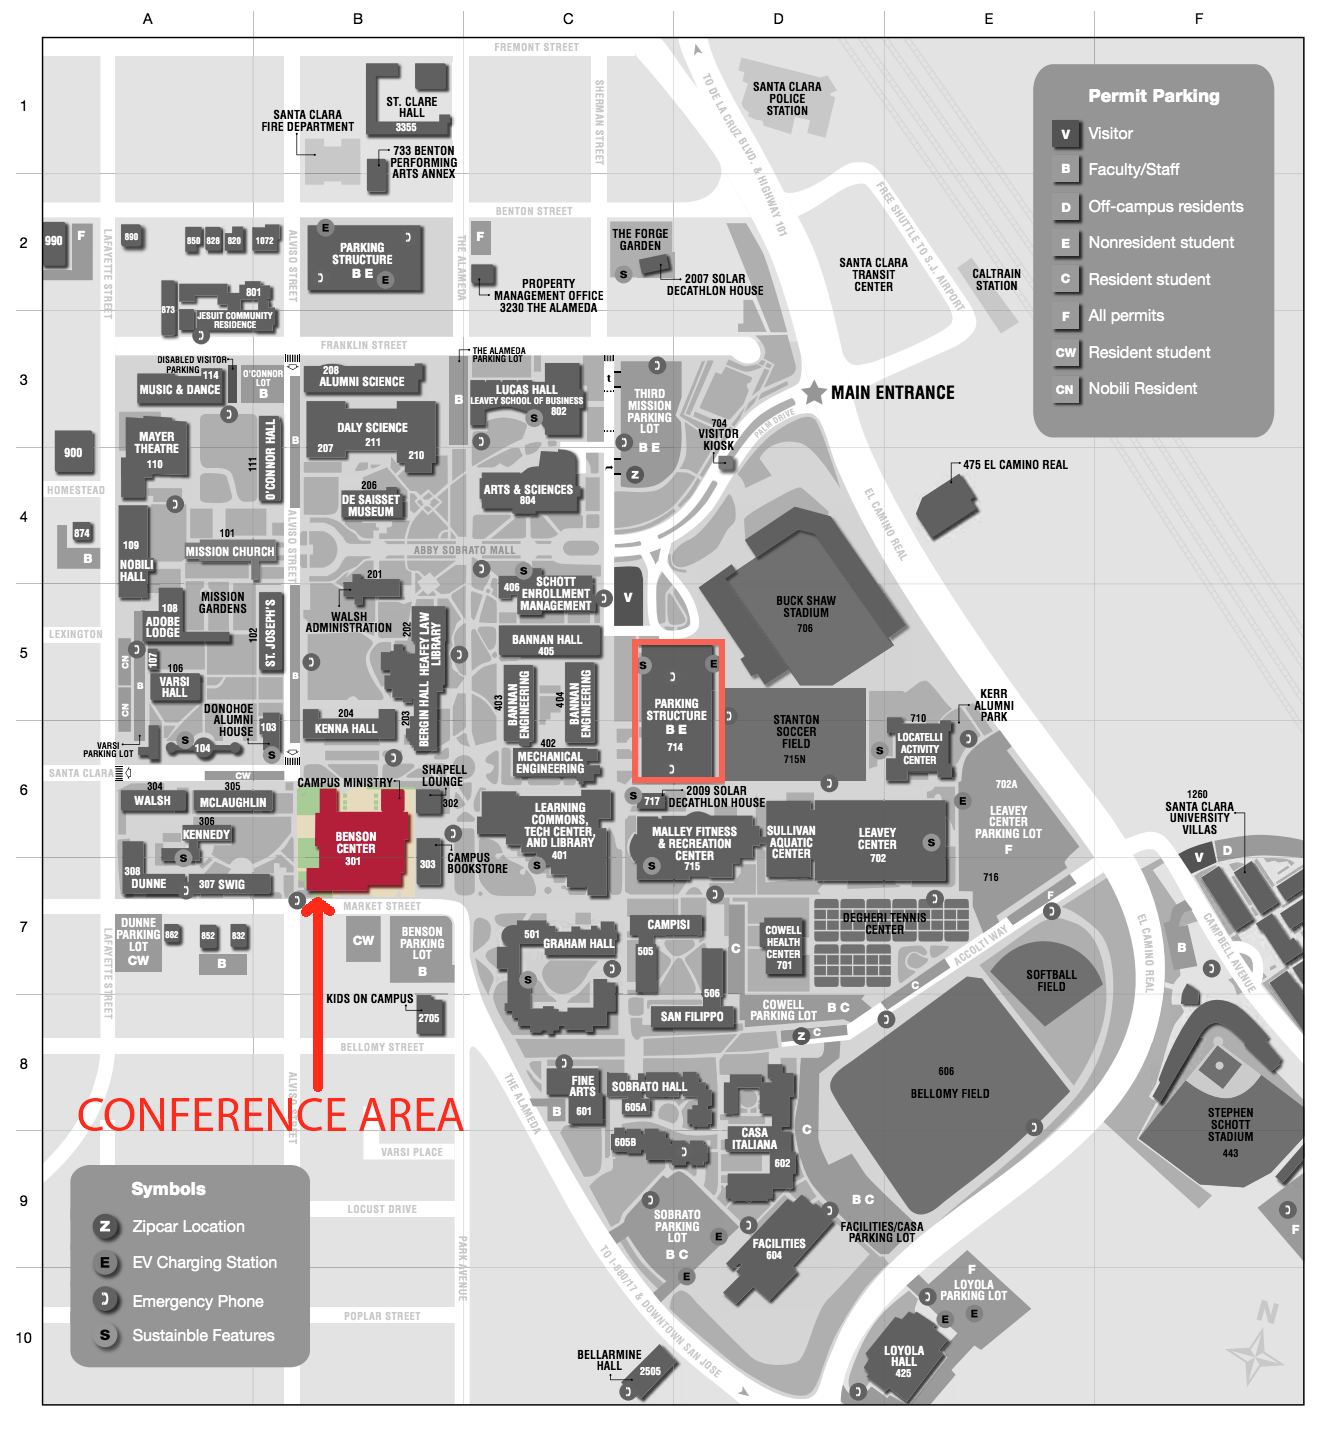 A B C D E F
1
2
3
4
5
6
7
8
9
10
FREMONT STREET
SHERMAN STREET
TO DE LA CRUZ BLVD. & HIGHWAY 101
SANTA CLARA
POLICE
STATION
ST. CLARE
HALL
3355
SANTA CLARA
FIRE DEPARTMENT
733 BENTON
PERFORMING
ARTS ANNEX
Permit Parking
V Visitor
B Faculty/Staff
D Off-campus residents
E Nonresident student
C Resident student
F All permits
CW Resident student
CN Nobili Resident
BENTON STREET
FREE SHUTTLE TO S.J. AIRPORT
990
F
LAFAYETTE STREET
890
850
828
820
1072
ALVISO STREET
E
PARKING
STRUCTURE
B E
E
THE ALAMEDA
F
PROPERTY
MANAGEMENT OFFICE
3230 THE ALAMEDA
THE FORGE
GARDEN
S
2007 SOLAR
DECATHLON HOUSE
SANTA CLARA
TRANSIT
CENTER
CALTRAIN
STATION
873
801
JESUIT COMMUNITY
RESIDENCE
FRANKLIN STREET
THE ALAMEDA
PARKING LOT
DISABLED VISITOR
PARKING
114
MUSIC & DANCE
O'CONNOR
LOT
B
208
ALUMNI SCIENCE
B
LUCAS HALL
LEAVEY SCHOOL OF BUSINESS
S
802
t
THIRD
MISSION
PARKING
LOT
B E
Z
704
VISITOR
KIOSK
PALM DRIVE
MAIN ENTRANCE
900
MAYER
THEATRE
110
111
O'CONNOR HALL
B
DALY SCIENCE
211
207
210
475 EL CAMINO REAL
EL CAMINO REAL
HOMESTEAD
206
DE SAISSET
MUSEUM
ARTS & SCIENCES
804
874
B
109
NOBILI
HALL
101
MISSION CHURCH
ALVISO STREET
ABBY SOBRATO MALL
201
WALSH
ADMINISTRATION
S
406
SCHOTT
ENROLLMENT
MANAGEMENT
V
BUCK SHAW
STADIUM
706
LEXINGTON
108
ADOBE
LODGE
MISSION
GARDENS
102
ST. JOSEPH'S
202
HEAFEY LAW
LIBRARY
BANNAN HALL
405
CN
107
B
106
VARSI
HALL
CN
B
203
BERGIN HALL
403
BANNAN
ENGINEERING
404
BANNAN
ENGINEERING
S
E
PARKING
STRUCTURE
B E
714
STANTON
SOCCER
FIELD
715N
KERR
ALUMNI
PARK
710
S
LOCATELLI
ACTIVITY
CENTER
DONOHOE
ALUMNI
HOUSE
103
S
S
104
VARSI
PARKING LOT
204
KENNA HALL
402
MECHANICAL
ENGINEERING
SANTA CLARA
CW
304
WALSH
305
MCLAUGHLIN
306
KENNEDY
S
308
DUNNE
307 SWIG
CAMPUS MINISTRY
SHAPELL
LOUNGE
302
BENSON
CENTER
301
303
CAMPUS
BOOKSTORE
LEARNING
COMMONS,
TECH CENTER,
AND LIBRARY
401
S
S
717
2009 SOLAR
DECATHLON HOUSE
MALLEY FITNESS
& RECREATION
CENTER
715
S
SULLIVAN
AQUATIC
CENTER
LEAVEY
CENTER
702
S
E
702A
LEAVEY
CENTER
PARKING LOT
F
716
1260
SANTA CLARA
UNIVERSITY
VILLAS
V
D
MARKET STREET
LAFAYETTE STREET
DUNNE
PARKING
LOT
CW
862
852
832
B
CW
BENSON
PARKING
LOT
B
KIDS ON CAMPUS
2705
501
GRAHAM HALL
S
CAMPISI
505
506
SAN FILIPPO
C
COWELL
HEALTH
CENTER
701
DEGHERI TENNIS
CENTER
ACCOLTI WAY
F
C
COWELL
PARKING LOT
B C
Z
C
SOFTBALL
FIELD
EL CAMINO REAL
B
CAMPBELL AVENUE
BELLOMY STREET
ALVISO STREET
THE ALAMEDA
CONFERENCE AREA
VARSI PLACE
FINE
ARTS
601
B
SOBRATO HALL
605A
605B
CASA
ITALIANA
602
C
606
BELLOMY FIELD
STEPHEN
SCHOTT
STADIUM
443
F
LOCUST DRIVE
PARK AVENUE
Symbols
Z Zipcar Location
E EV Charging Station
Emergency Phone
S Sustainble Features
SOBRATO
PARKING
LOT
B C
E
E
FACILITIES
604
B C
FACILITIES/CASA
PARKING LOT
TO I-880/17 & DOWNTOWN SAN JOSE
POPLAR STREET
F
LOYOLA
PARKING LOT
E
E
LOYOLA
HALL
425
BELLARMINE
HALL
2505
N